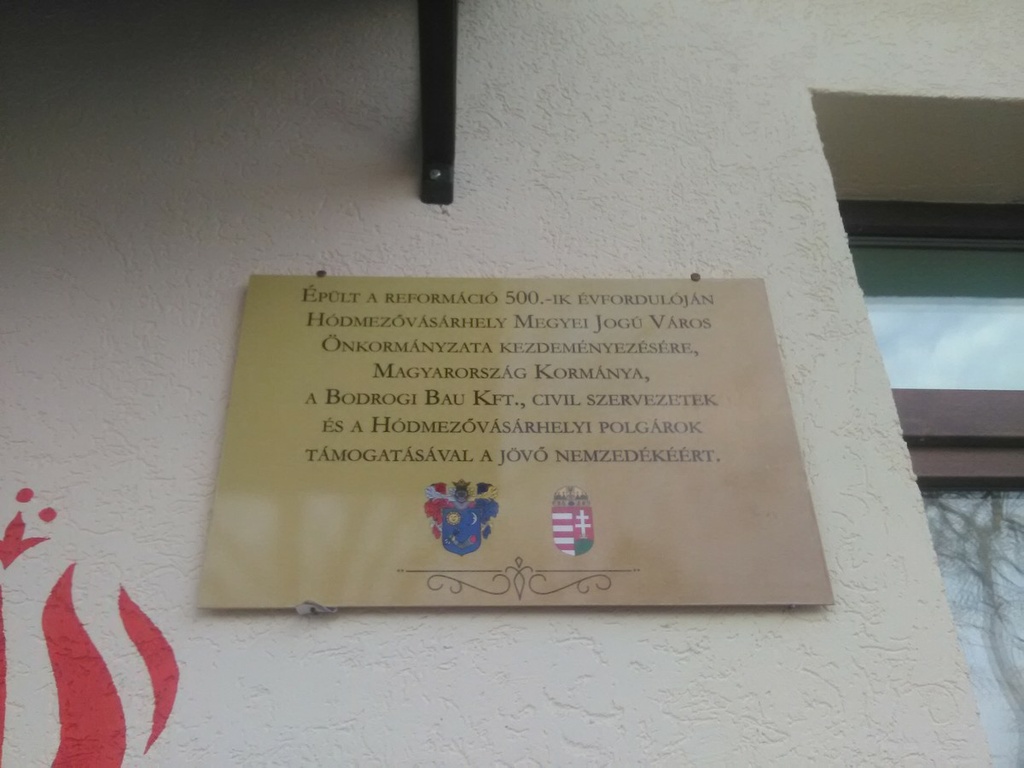 ÉPÜLT A REFORMÁCIÓ 500.-IK ÉVFORDULÓJÁN
HÓDMEZŐVÁSÁRHELY MEGYEI JOGÚ VÁROS
ÖNKORMÁNYZATA KEZDEMÉNYEZÉSÉRE,
MAGYARORSZÁG KORMÁNYA,
A BODROGI BAU KFT., CIVIL SZERVEZETEK
ÉS A HÓDMEZŐVÁSÁRHELYI POLGÁROK
TÁMOGATÁSÁVAL A JÖVŐ NEMZEDÉKÉÉRT.